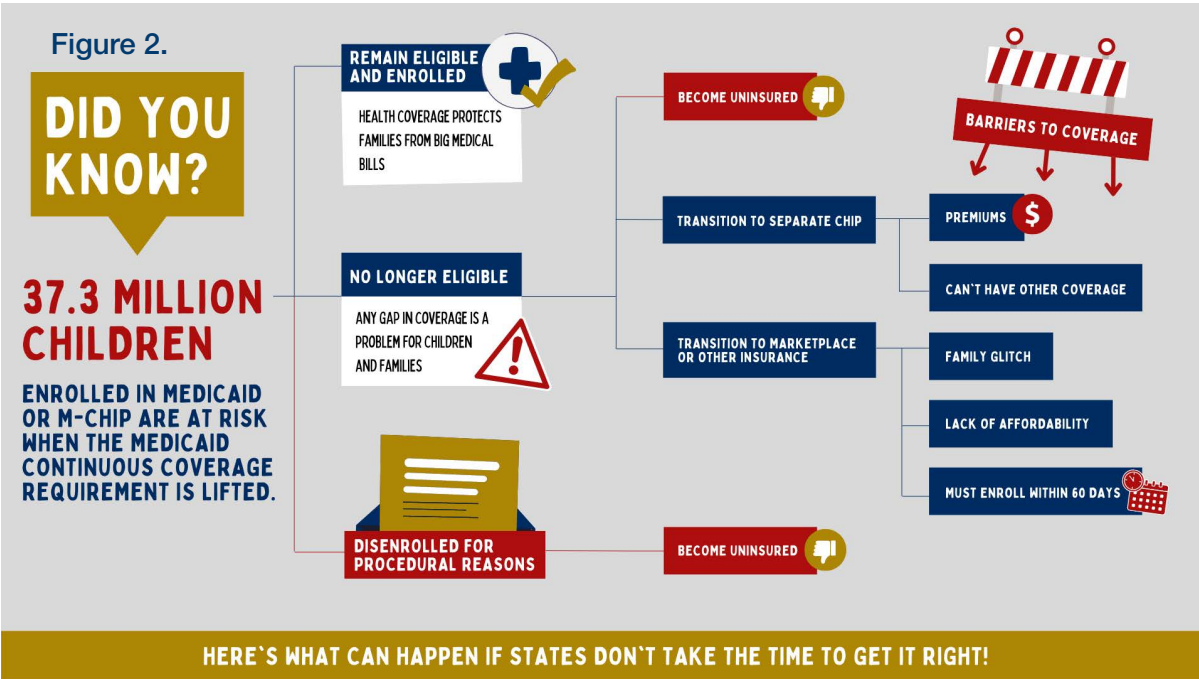 Figure 2.
DID YOU
KNOW?
37.3 MILLION
CHILDREN
ENROLLED IN MEDICAID
OR M-CHIP ARE AT RISK
WHEN THE MEDICAID
CONTINUOUS COVERAGE
REQUIREMENT IS LIFTED.
REMAIN ELIGIBLE
AND ENROLLED
HEALTH COVERAGE PROTECTS
FAMILIES FROM BIG MEDICAL
BILLS
NO LONGER ELIGIBLE
ANY GAP IN COVERAGE IS A
PROBLEM FOR CHILDREN
AND FAMILIES
DISENROLLED FOR
PROCEDURAL REASONS
BECOME UNINSURED
TRANSITION TO SEPARATE CHIP
TRANSITION TO MARKETPLACE
OR OTHER INSURANCE
BECOME UNINSURED
BARRIERS TO COVERAGE
PREMIUMS $
CAN'T HAVE OTHER COVERAGE
FAMILY GLITCH
LACK OF AFFORDABILITY
MUST ENROLL WITHIN 60 DAYS
HERE'S WHAT CAN HAPPEN IF STATES DON'T TAKE THE TIME TO GET IT RIGHT!